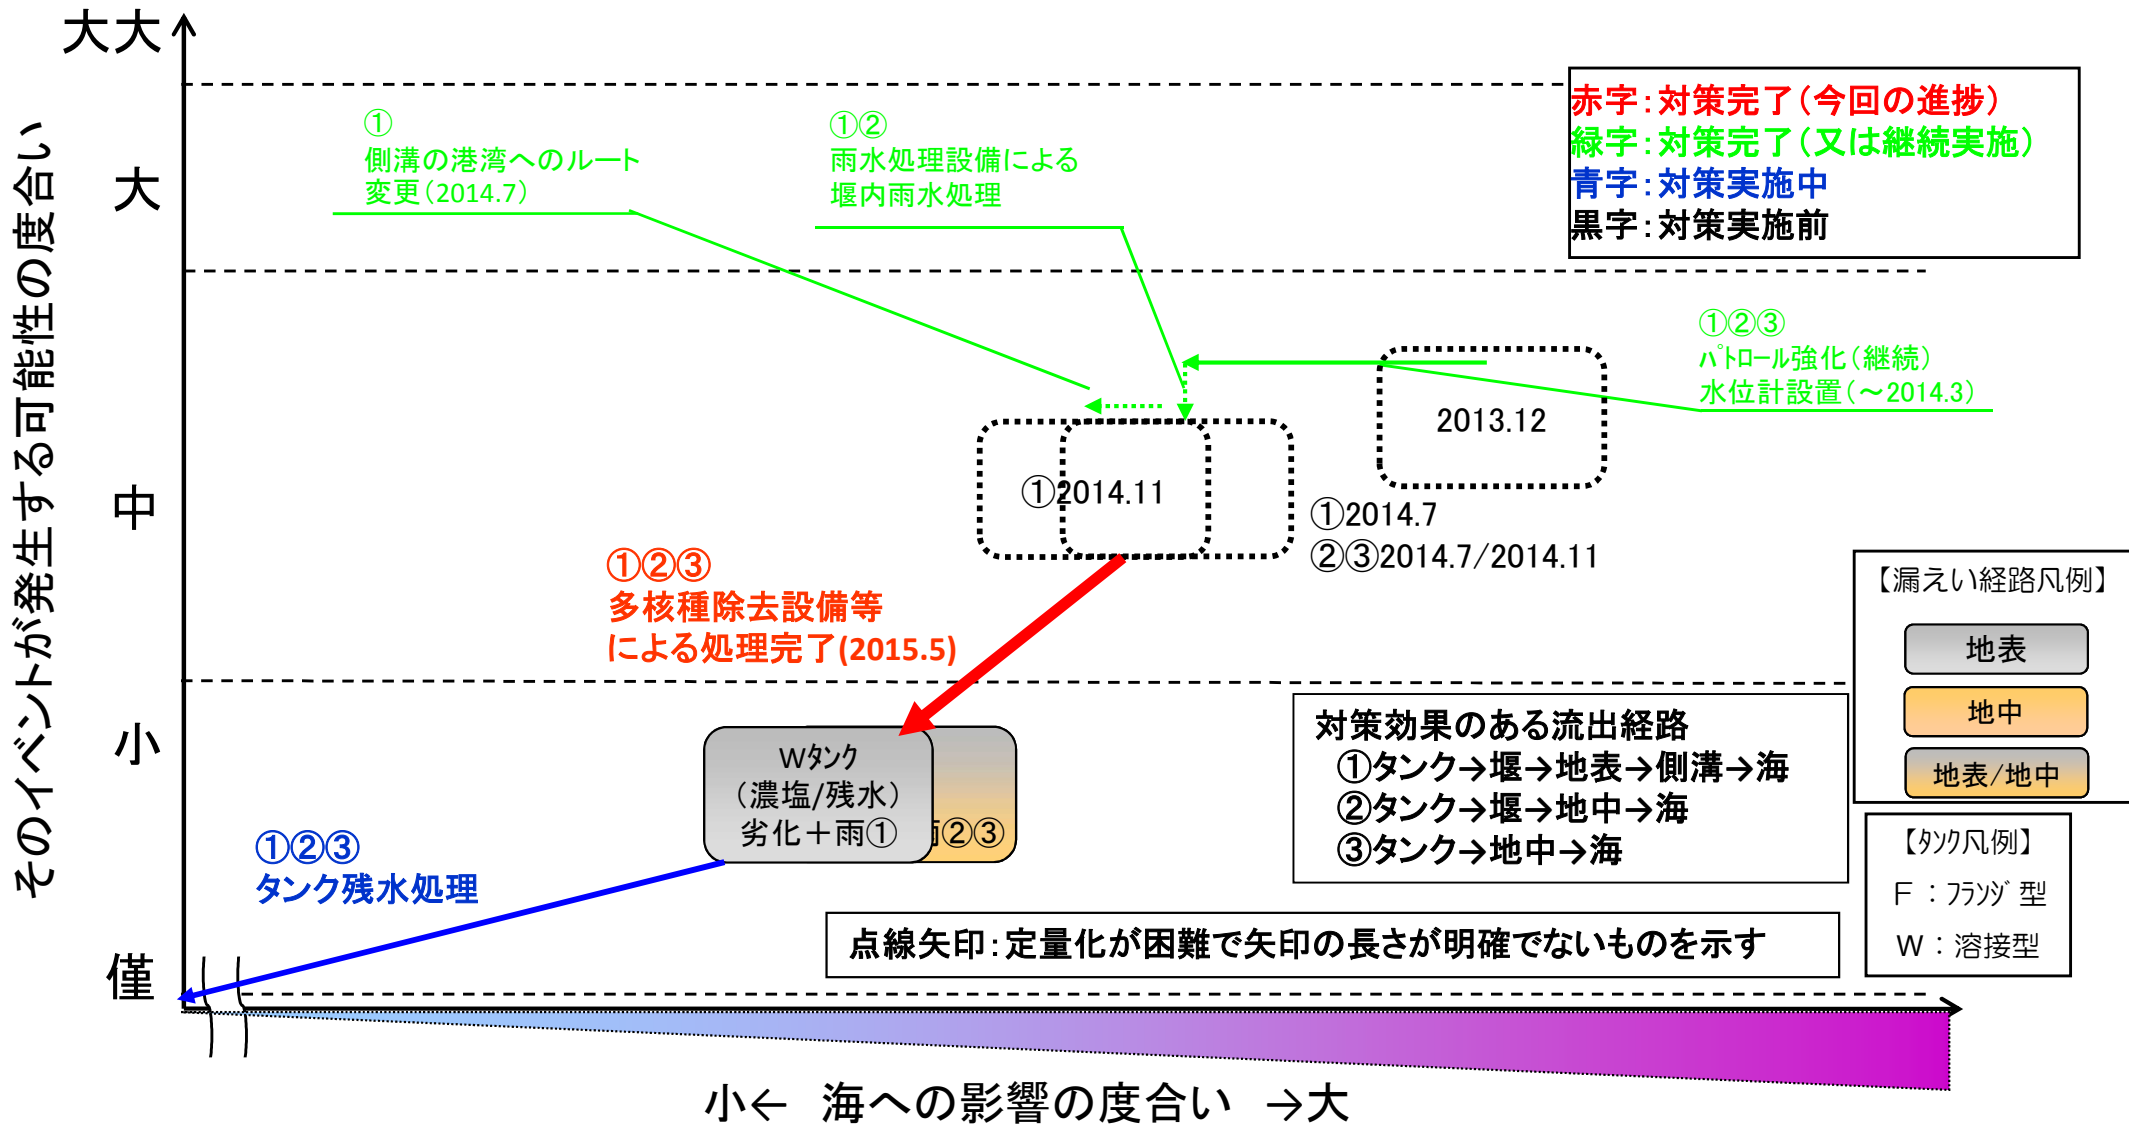 大大
大
中
小
僅
そのイベントが発生する可能性の度合い
①
側溝の港湾へのルート
変更(2014.7)
①②
雨水処理設備による
堰内雨水処理
赤字:対策完了(今回の進捗)
緑字:対策完了(又は継続実施)
青字:対策実施中
黒字:対策実施前
①②③
ﾊﾟﾄﾛｰﾙ強化(継続)
水位計設置(～2014.3)
2013.12
①2014.11
①2014.7
②③2014.7/2014.11
①②③
多核種除去設備等
による処理完了(2015.5)
【漏えい経路凡例】
地表
地中
地表/地中
Wﾀﾝｸ
(濃塩/残水)
劣化＋雨①
②③
対策効果のある流出経路
①タンク→堰→地表→側溝→海
②タンク→堰→地中→海
③タンク→地中→海
【ﾀﾝｸ凡例】
F：ﾌﾗﾝｼﾞ型
W：溶接型
①②③
タンク残水処理
点線矢印:定量化が困難で矢印の長さが明確でないものを示す
小← 海への影響の度合い →大